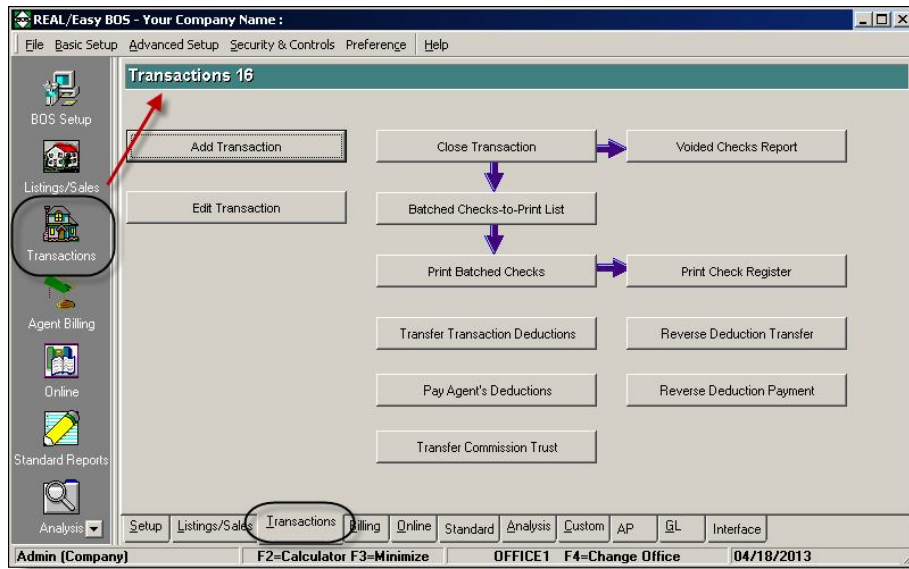 REAL/Easy BOS - Your Company Name :
File Basic Setup Advanced Setup Security & Controls Preference Help
Transactions 16
BOS Setup
Listings/Sales
Transactions
Agent Billing
Online
Standard Reports
Analysis
Add Transaction Close Transaction Voided Checks Report
Edit Transaction Batched Checks-to-Print List
Print Batched Checks Print Check Register
Transfer Transaction Deductions Reverse Deduction Transfer
Pay Agent's Deductions Reverse Deduction Payment
Transfer Commission Trust
Setup Listings/Sales Transactions Billing Online Standard Analysis Custom AP GL Interface
Admin (Company) F2=Calculator F3=Minimize OFFICE1 F4=Change Office 04/18/2013